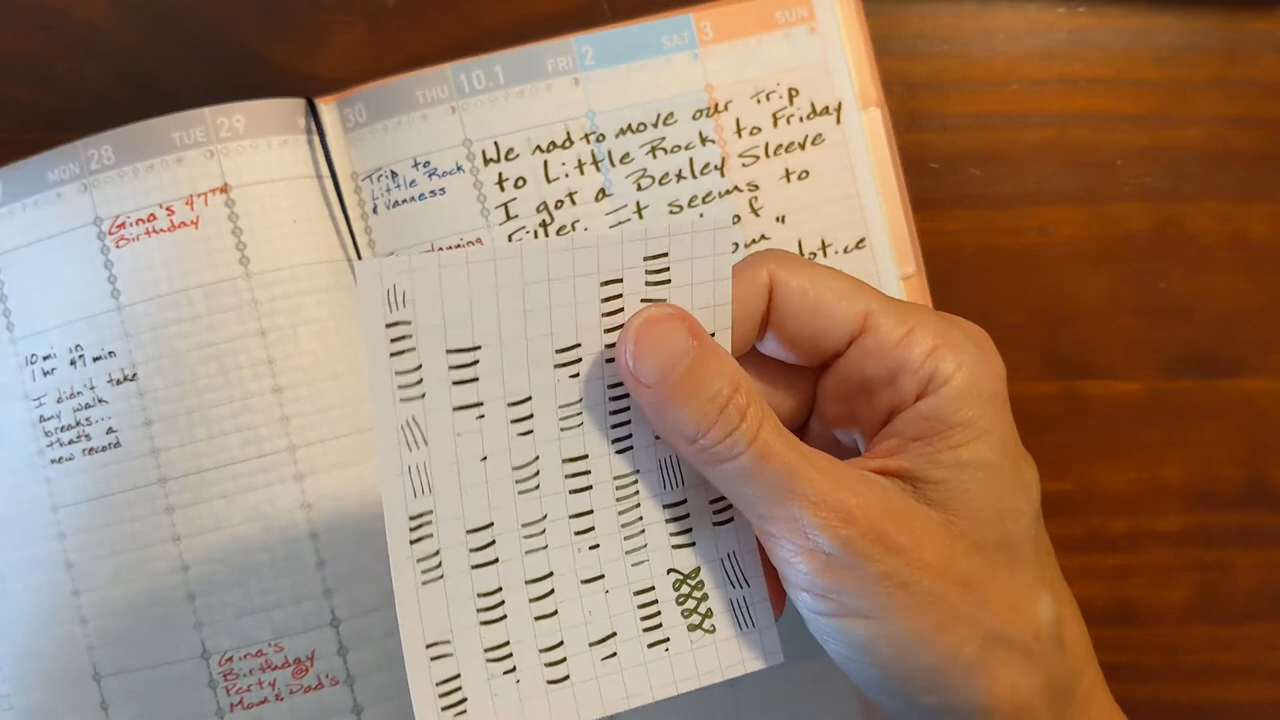 MON
28 TUE
29 W
30 THU
10.1 FRI
2 SAT
3 SUN
Gina's 47TH
Birthday
10 mi in
1 hr 47 min
I didn't take
any walk
breaks...
that's a
new record
Gina's
Birthday
Party @
Mom & Dad's
Trip to
Little Rock
& Vanness
We had to move our Trip
to Little Rock to Friday
I got a Bexley Sleeve
Filler. It seems to
of "